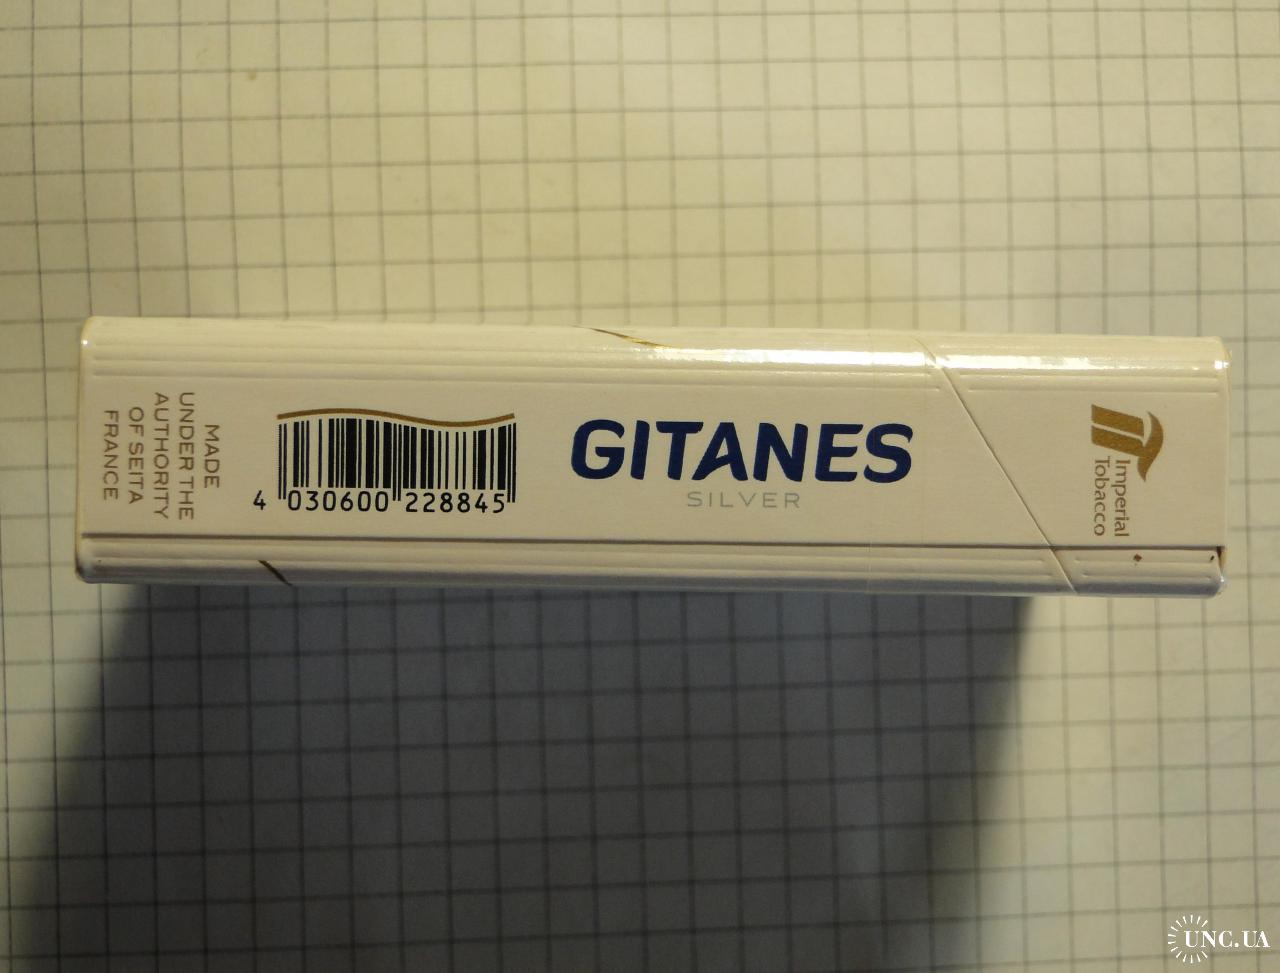 MADE
UNDER THE
AUTHORITY
OF SEITA
FRANCE
4 030600 228845
GITANES
SILVER
Imperial
Tobacco
UNC.UA